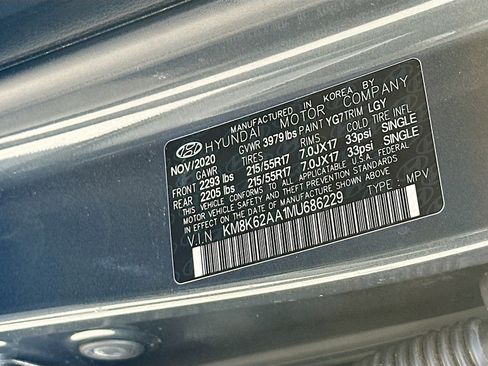 MANUFACTURED IN KOREA BY
HYUNDAI MOTOR COMPANY
NOV/2020 GVWR 3979lbs PAINT YG7 TRIM LGY
GAWR TIRES RINGS COLD TIRE INFL
FRONT 2293 lbs 215/55R17 7.0JX17 33psi SINGLE
REAR 2205 lbs 215/55R17 7.0JX17 33psi SINGLE
THIS VEHICLE CONFORMS TO ALL APPLICABLE U.S.A. FEDERAL
MOTOR VEHICLE SAFETY, BUMPER AND THEFT PREVENTION STANDARDS
IN EFFECT ON THE DATE OF MANUFACTURE SHOWN ABOVE.
V.I.N KM8K62AA1MU686229 TYPE : MPV